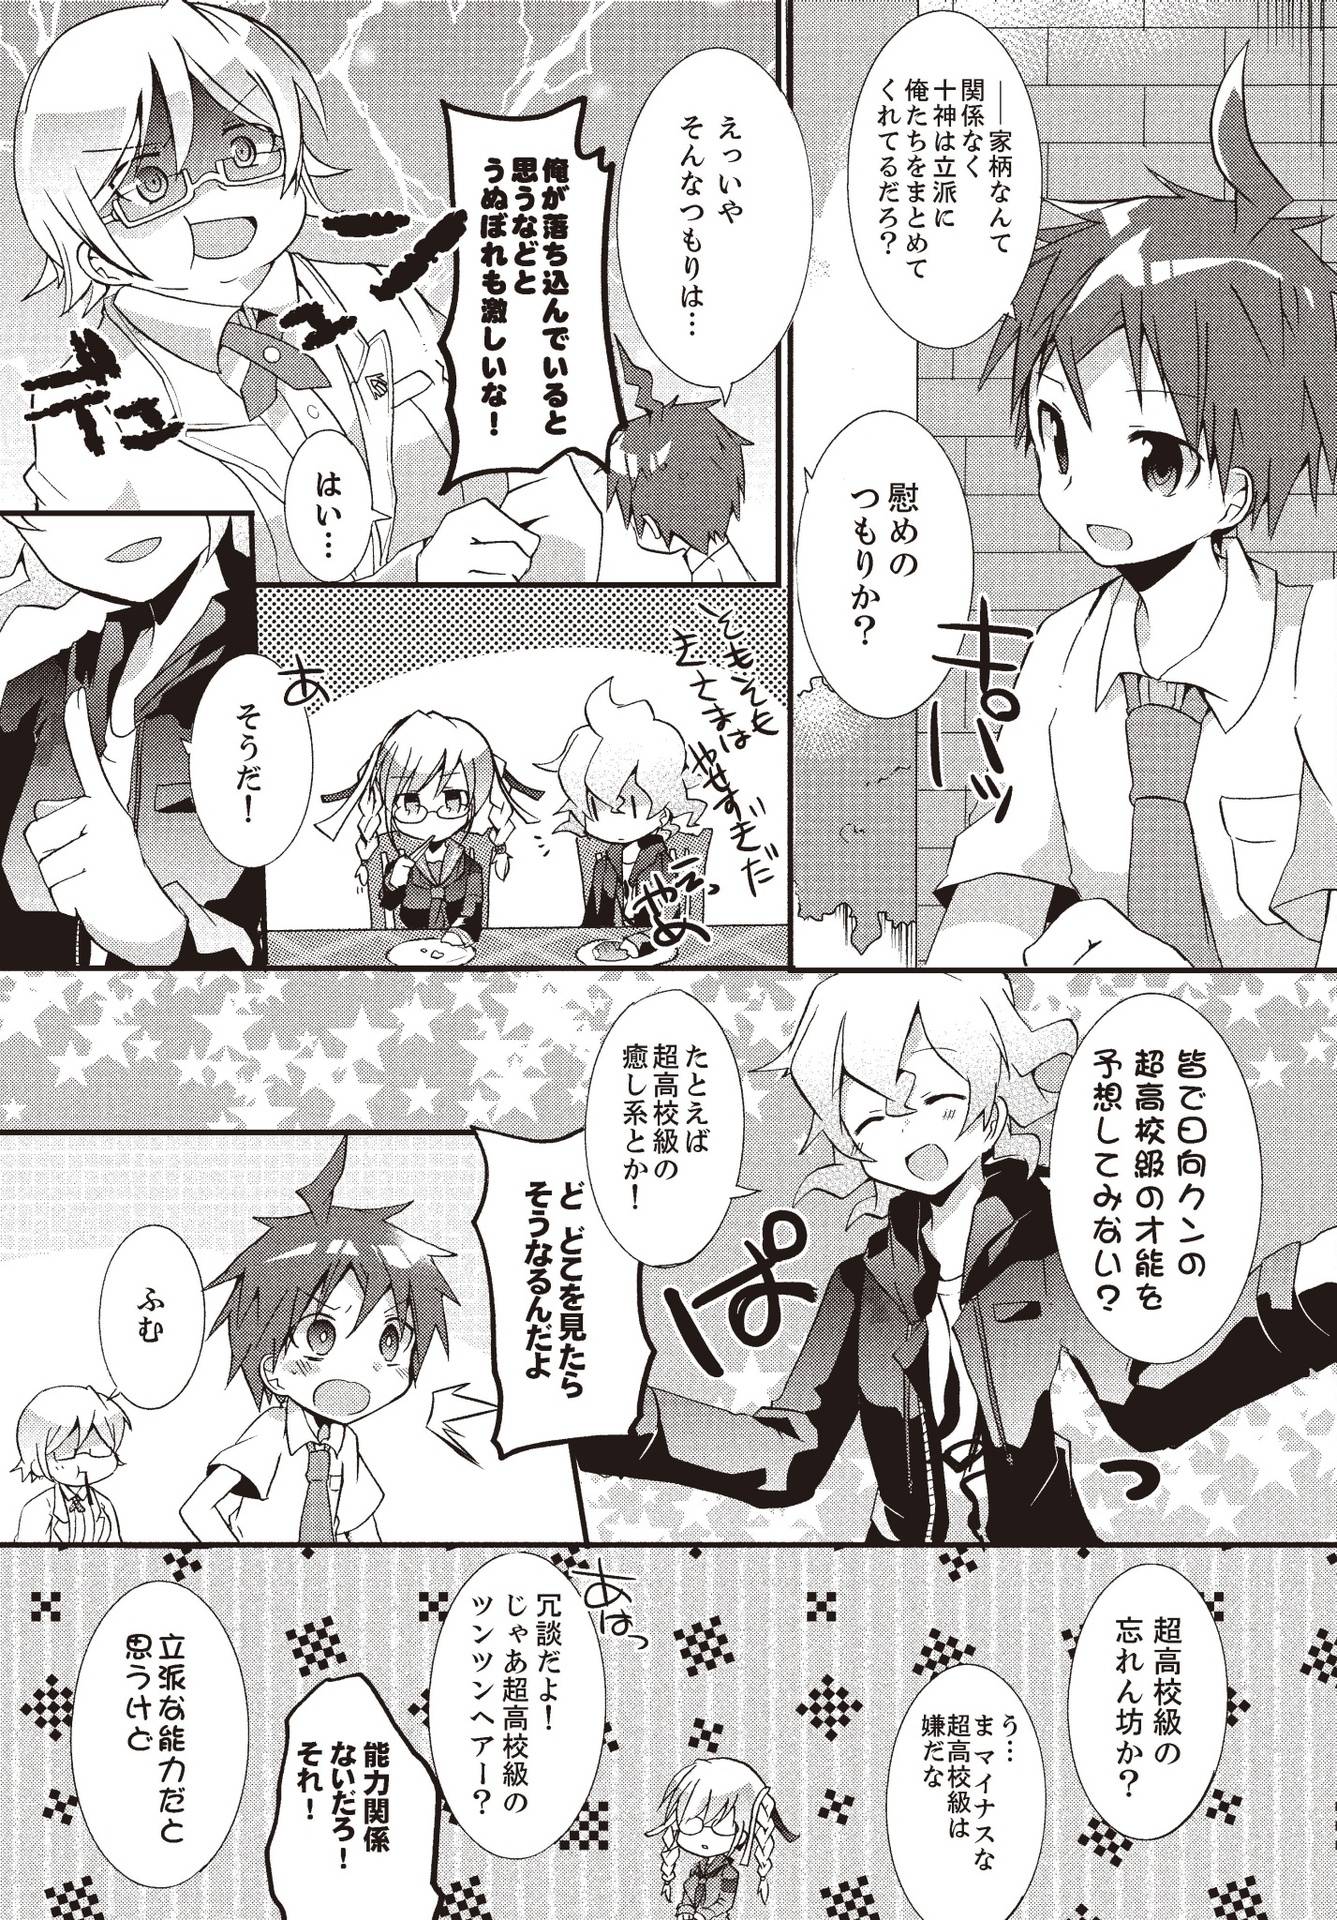 ――家柄なんて
関係なく
十神は立派に
俺たちをまとめて
くれてるだろ？
慰めの
つもりか？
パシッ
えっいや
そんなつもりは…
俺が落ち込んでいると
思うなどと
うぬぼれも激しいな！
はい…
そもそも
きさまは
やせすぎだ
やめっ
あ
そうだ！
皆で日向クンの
超高校級の才能を
予想してみない？
ぱっ
たとえば
超高校級の
癒し系とか！
ど どこを見たら
そうなるんだよ
ふむ
超高校級の
忘れん坊か？
う…
まマイナスな
超高校級は
嫌だな
あはっ
冗談だよ！
じゃあ超高校級の
ツンツンヘアー？
能力関係
ないだろ！
それ！
立派な能力だと
思うけど